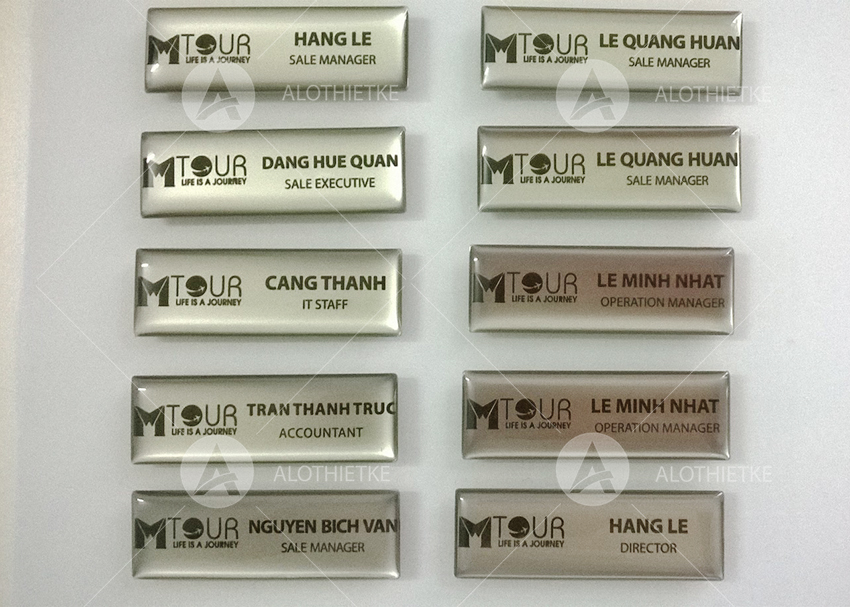 MTOUR
LIFE IS A JOURNEY
HANG LE
SALE MANAGER
MTOUR
LIFE IS A JOURNEY
LE QUANG HUAN
SALE MANAGER
ALOTHIETKE
ALOTHIETKE
MTOUR
LIFE IS A JOURNEY
DANG HUE QUAN
SALE EXECUTIVE
MTOUR
LIFE IS A JOURNEY
LE QUANG HUAN
SALE MANAGER
MTOUR
LIFE IS A JOURNEY
CANG THANH
IT STAFF
MTOUR
LIFE IS A JOURNEY
LE MINH NHAT
OPERATION MANAGER
MTOUR
LIFE IS A JOURNEY
TRAN THANH TRUC
ACCOUNTANT
MTOUR
LIFE IS A JOURNEY
LE MINH NHAT
OPERATION MANAGER
ALOTHIETKE
ALOTHIETKE
MTOUR
LIFE IS A JOURNEY
NGUYEN BICH VAN
SALE MANAGER
MTOUR
LIFE IS A JOURNEY
HANG LE
DIRECTOR